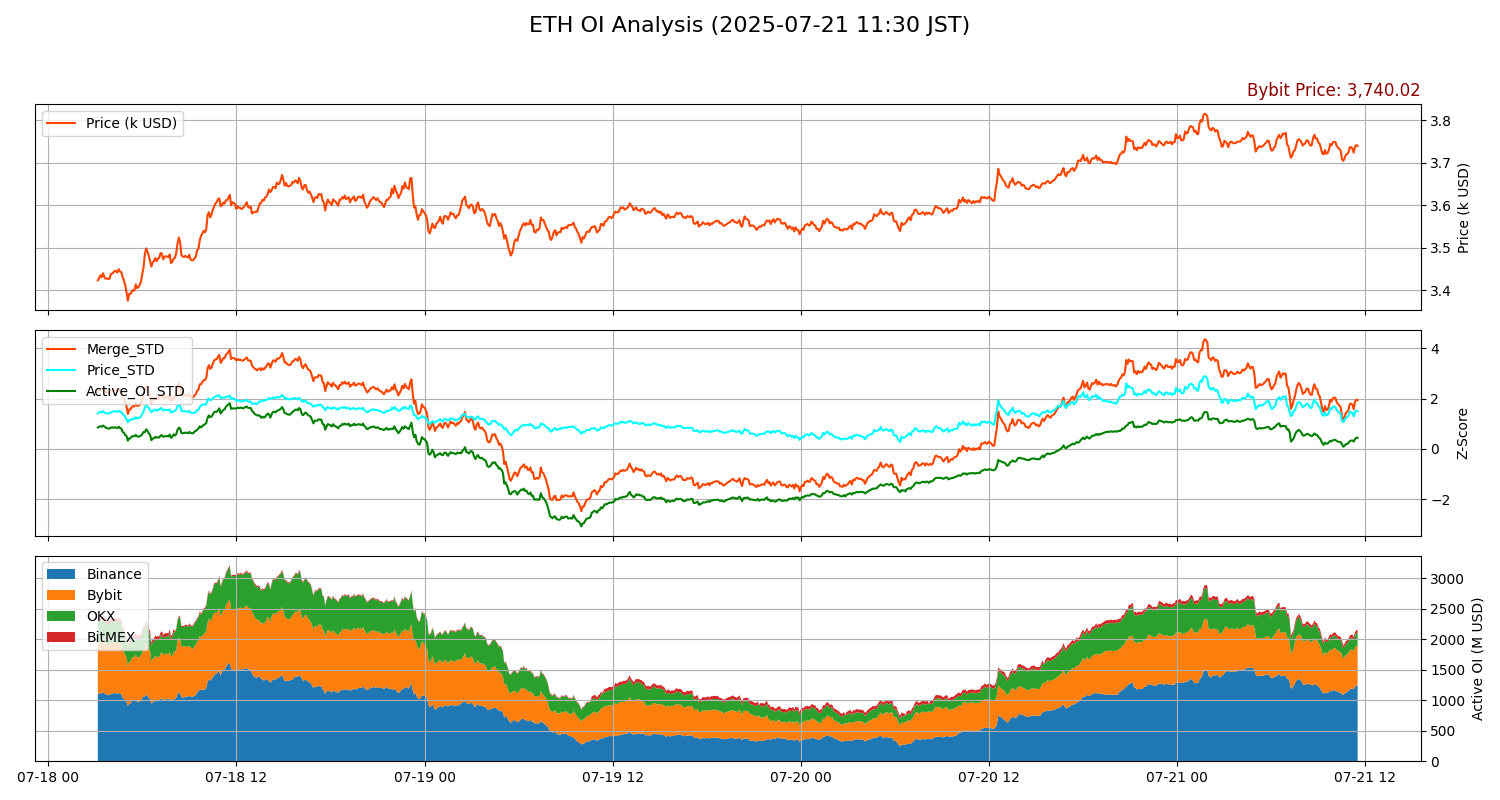 ETH OI Analysis (2025-07-21 11:30 JST)
Bybit Price: 3,740.02
Price (k USD)
3.8
3.7
3.6
3.5
3.4
Price (k USD)
Merge_STD
Price_STD
Active_OI_STD
4
2
0
−2
Z-Score
Binance
Bybit
OKX
BitMEX
3000
2500
2000
1500
1000
500
0
Active OI (M USD)
07-18 00
07-18 12
07-19 00
07-19 12
07-20 00
07-20 12
07-21 00
07-21 12